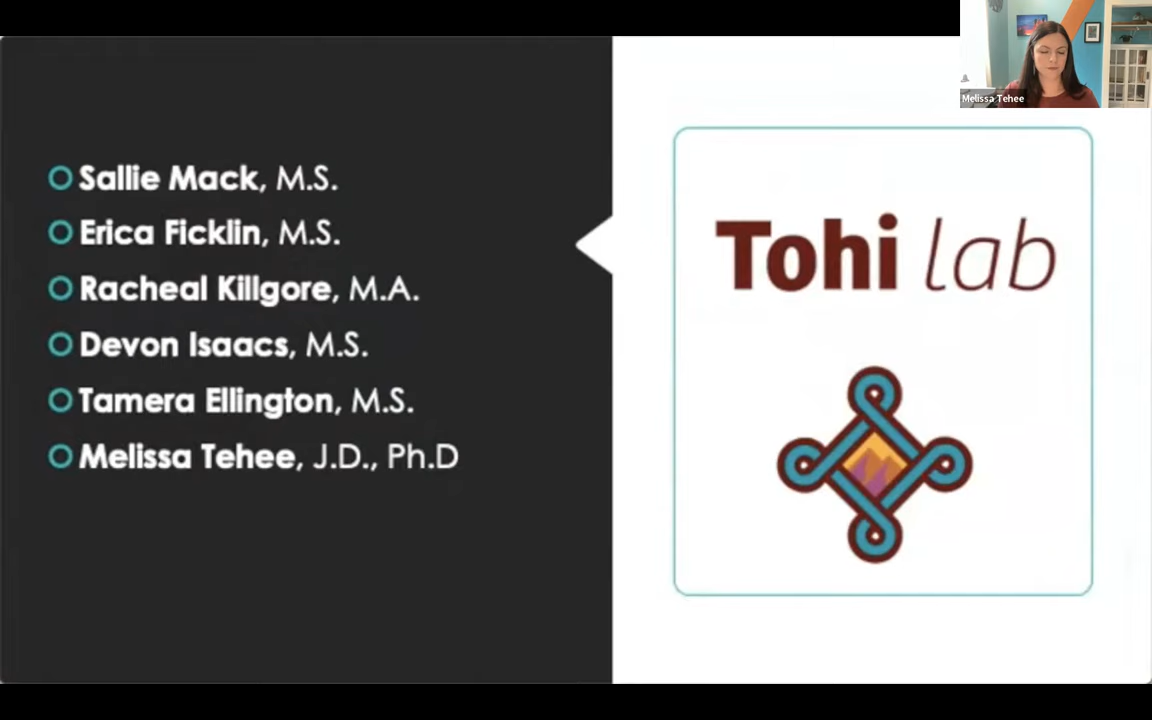 Sallie Mack, M.S.
Erica Ficklin, M.S.
Racheal Killgore, M.A.
Devon Isaacs, M.S.
Tamera Ellington, M.S.
Melissa Tehee, J.D., Ph.D
Tohi lab
Melissa Tehee